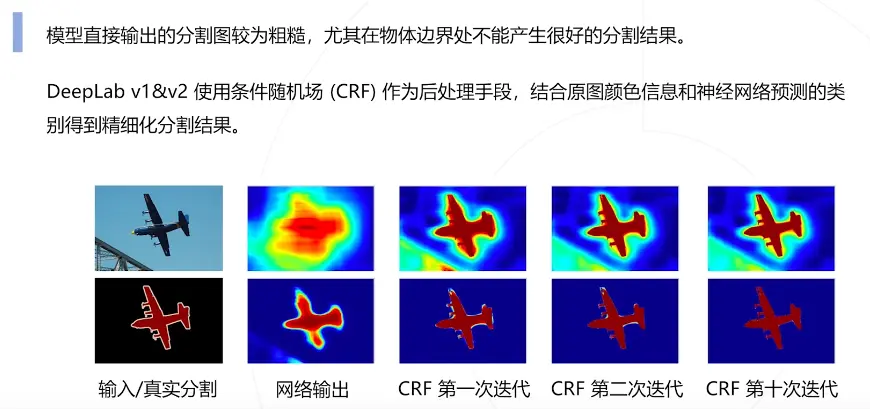 模型直接输出的分割图较为粗糙，尤其在物体边界处不能产生很好的分割结果。
DeepLab v1&v2 使用条件随机场 (CRF) 作为后处理手段，结合原图颜色信息和神经网络预测的类
别得到精细化分割结果。
输入/真实分割 网络输出 CRF 第一次迭代 CRF 第二次迭代 CRF 第十次迭代